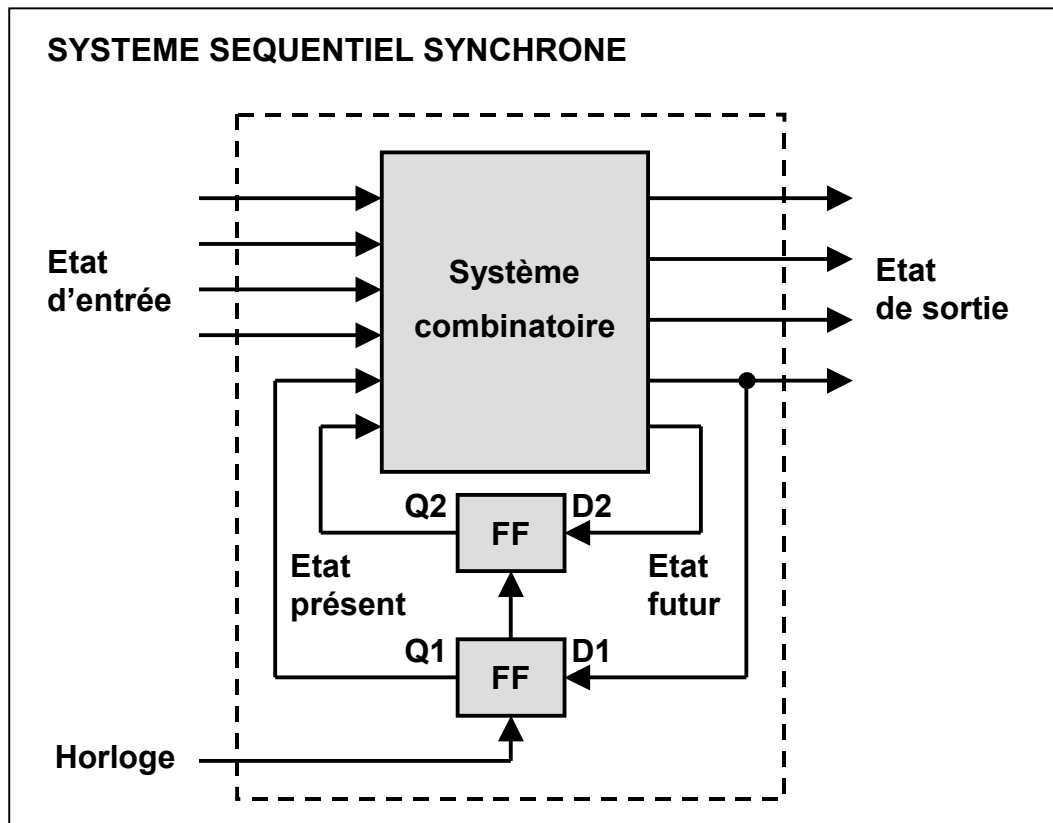 SYSTEME SEQUENTIEL SYNCHRONE
Etat
d’entrée
Système
combinatoire
Etat
de sortie
Q2
FF
D2
Etat
présent
Etat
futur
Q1
FF
D1
Horloge